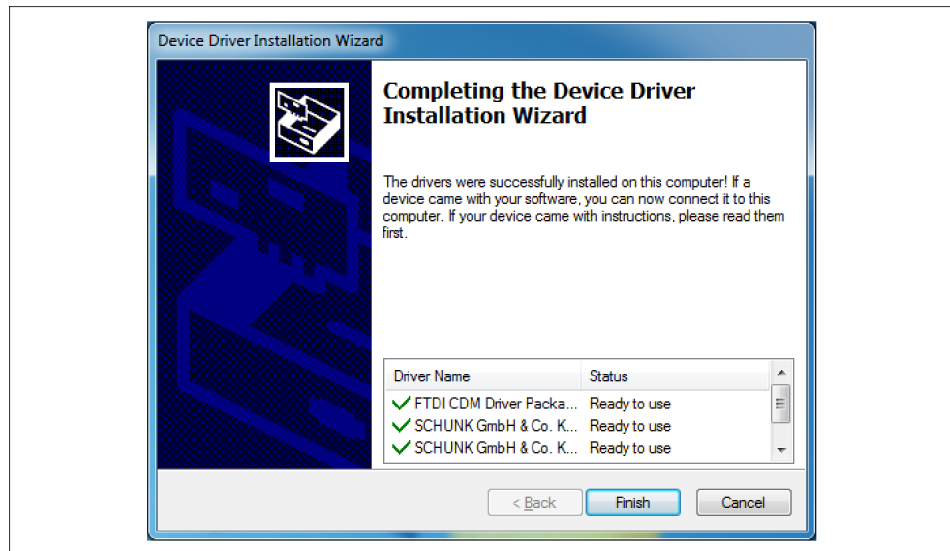 Device Driver Installation Wizard
Completing the Device Driver
Installation Wizard
The drivers were successfully installed on this computer! If a
device came with your software, you can now connect it to this
computer. If your device came with instructions, please read them
first.
Driver Name Status
FTDI CDM Driver Packa... Ready to use
SCHUNK GmbH & Co. K... Ready to use
SCHUNK GmbH & Co. K... Ready to use
< Back Finish Cancel